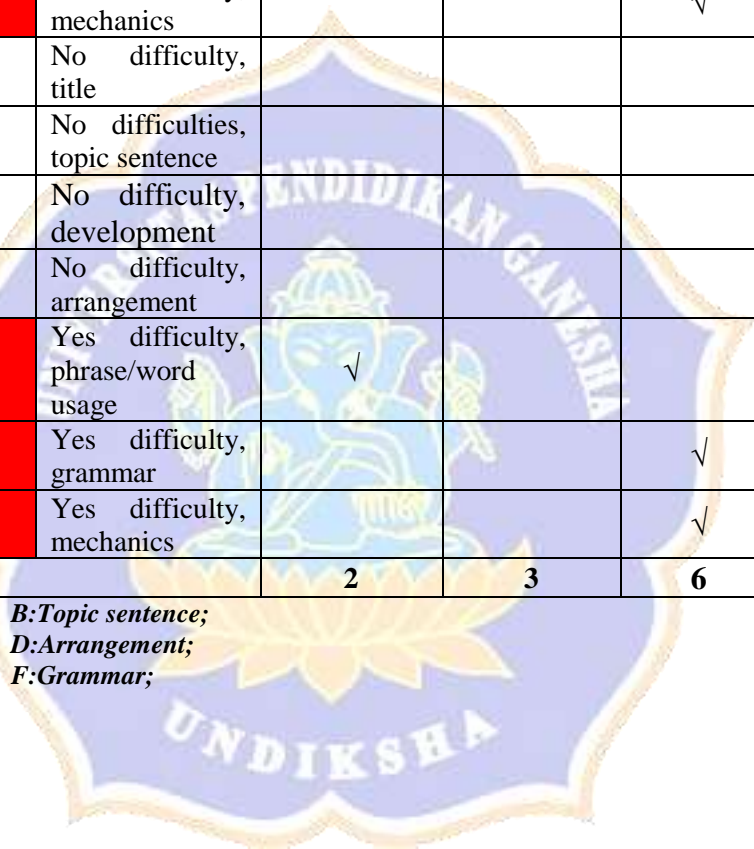 mechanics √
No difficulty,
title
No difficulties,
topic sentence
No difficulty,
development
No difficulty,
arrangement
Yes difficulty,
phrase/word √
usage
Yes difficulty,
grammar √
Yes difficulty,
mechanics √
2 3 6
B:Topic sentence;
D:Arrangement;
F:Grammar;
UNIVERSITAS PENDIDIKAN GANESHA
UNDIKSHA